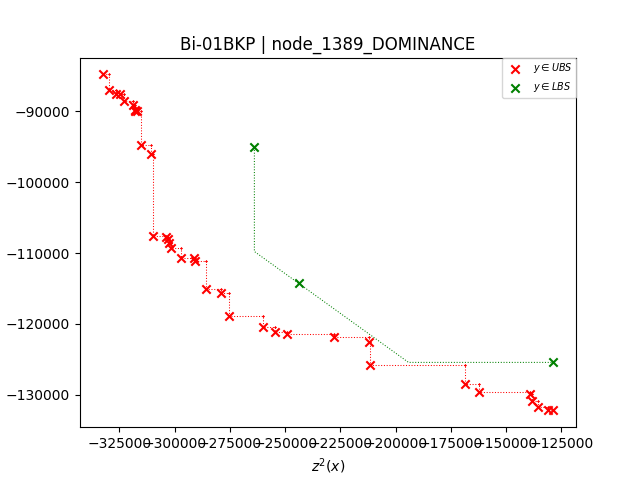 Bi-01BKP | node_1389_DOMINANCE
y ∈ UBS
y ∈ LBS
−90000
−100000
−110000
−120000
−130000
−325000−300000−275000−250000−225000−200000−175000−150000−125000
z²(x)